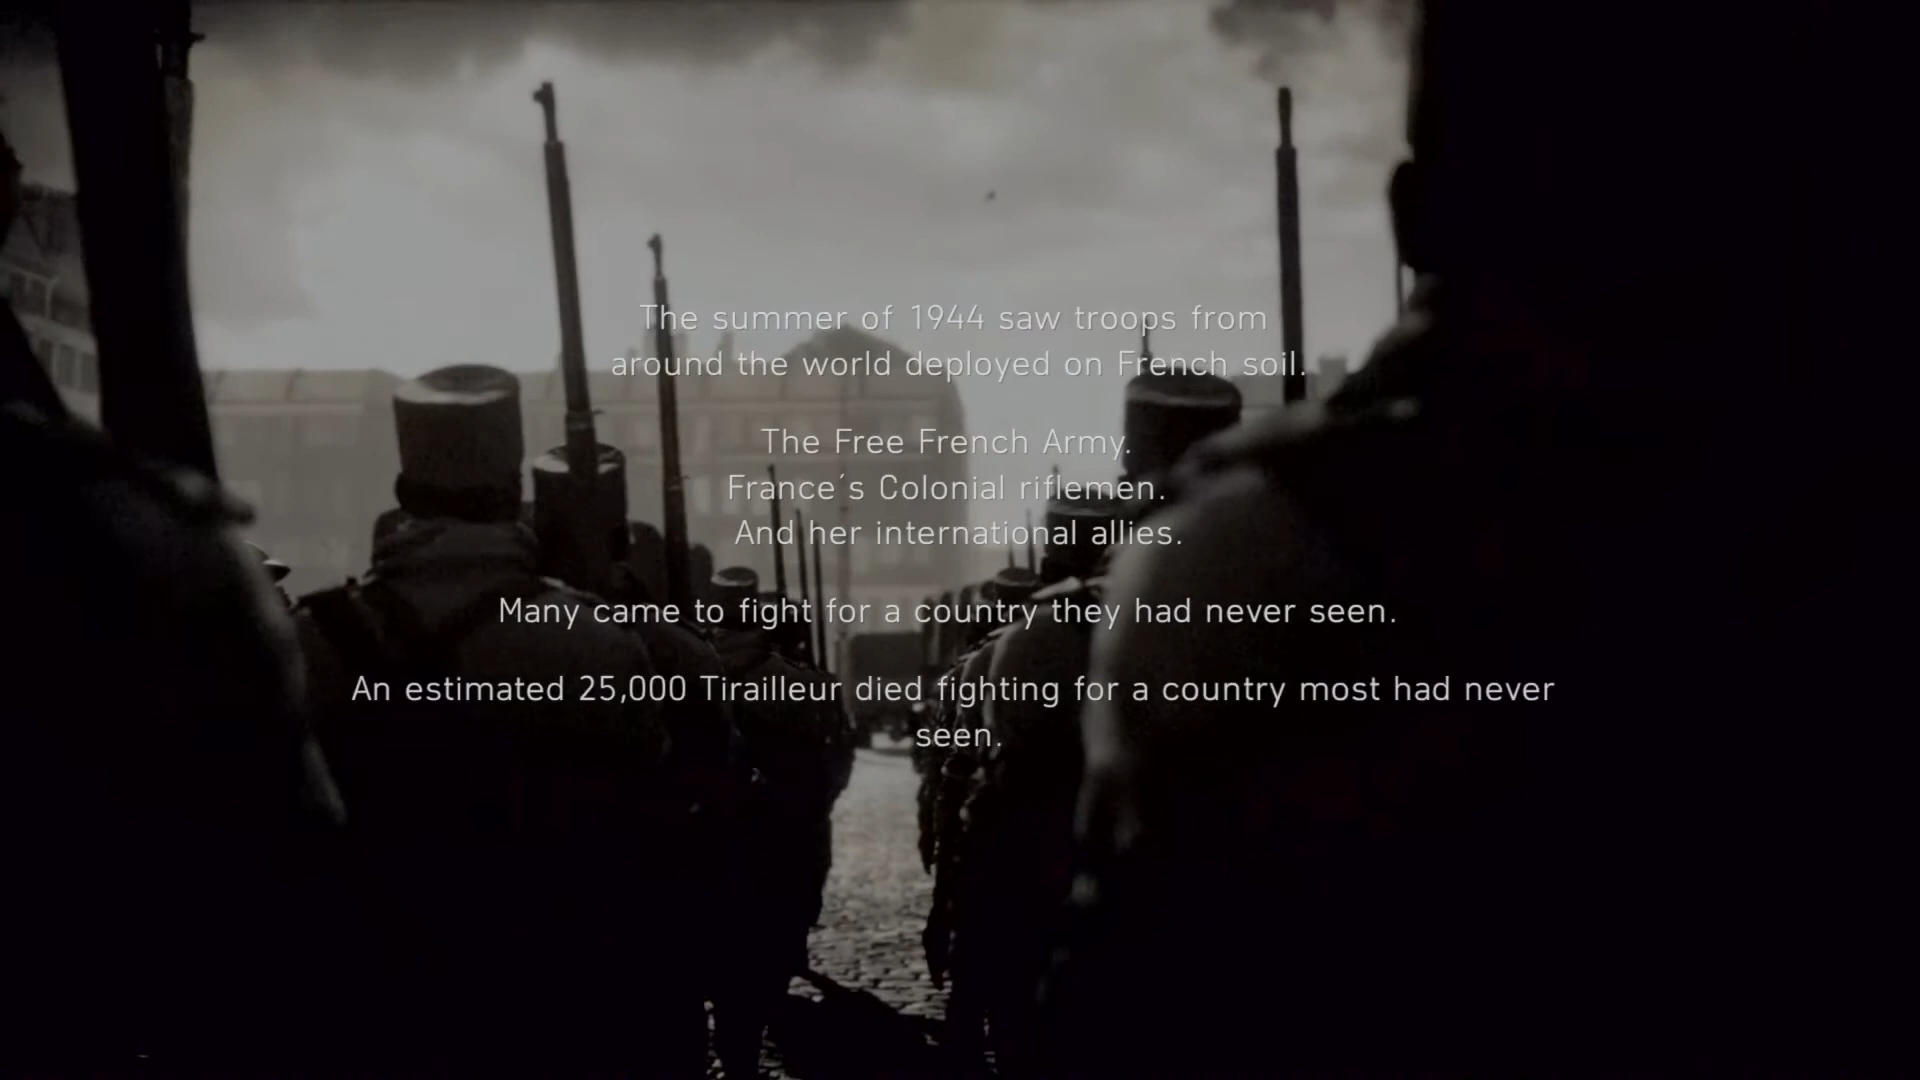 The summer of 1944 saw troops from
around the world deployed on French soil.
The Free French Army.
France´s Colonial riflemen.
And her international allies.
Many came to fight for a country they had never seen.
An estimated 25,000 Tirailleur died fighting for a country most had never
seen.